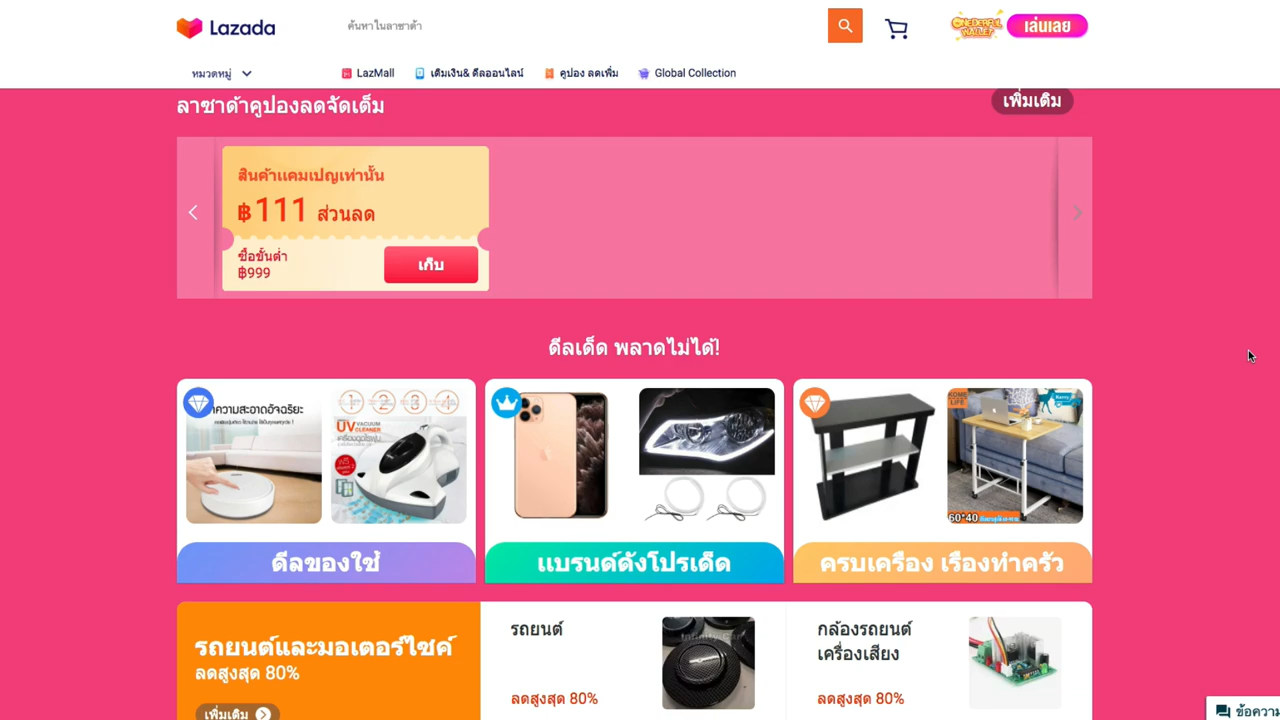 Lazada
ค้นหาในลาซาด้า
ONEDERFUL
WALLET
เล่นเลย
หมวดหมู่
LazMall
เติมเงิน& ดีลออนไลน์
คูปอง ลดเพิ่ม
Global Collection
ลาซาด้าคูปองลดจัดเต็ม
เพิ่มเติม
สินค้าแคมเปญเท่านั้น
฿111 ส่วนลด
ซื้อขั้นต่ำ
฿999
เก็บ
ดีลเด็ด พลาดไม่ได้!
ความสะอาดอัจฉริยะ
1 2 3 4
UV VACUUM
CLEANER
HOME
LIFE
60*40
ดีลของใช้
แบรนด์ดังโปรเด็ด
ครบเครื่อง เรื่องทำครัว
รถยนต์และมอเตอร์ไซค์
ลดสูงสุด 80%
เพิ่มเติม
รถยนต์
Infinity Car
ลดสูงสุด 80%
กล้องรถยนต์
เครื่องเสียง
ลดสูงสุด 80%
ข้อความ